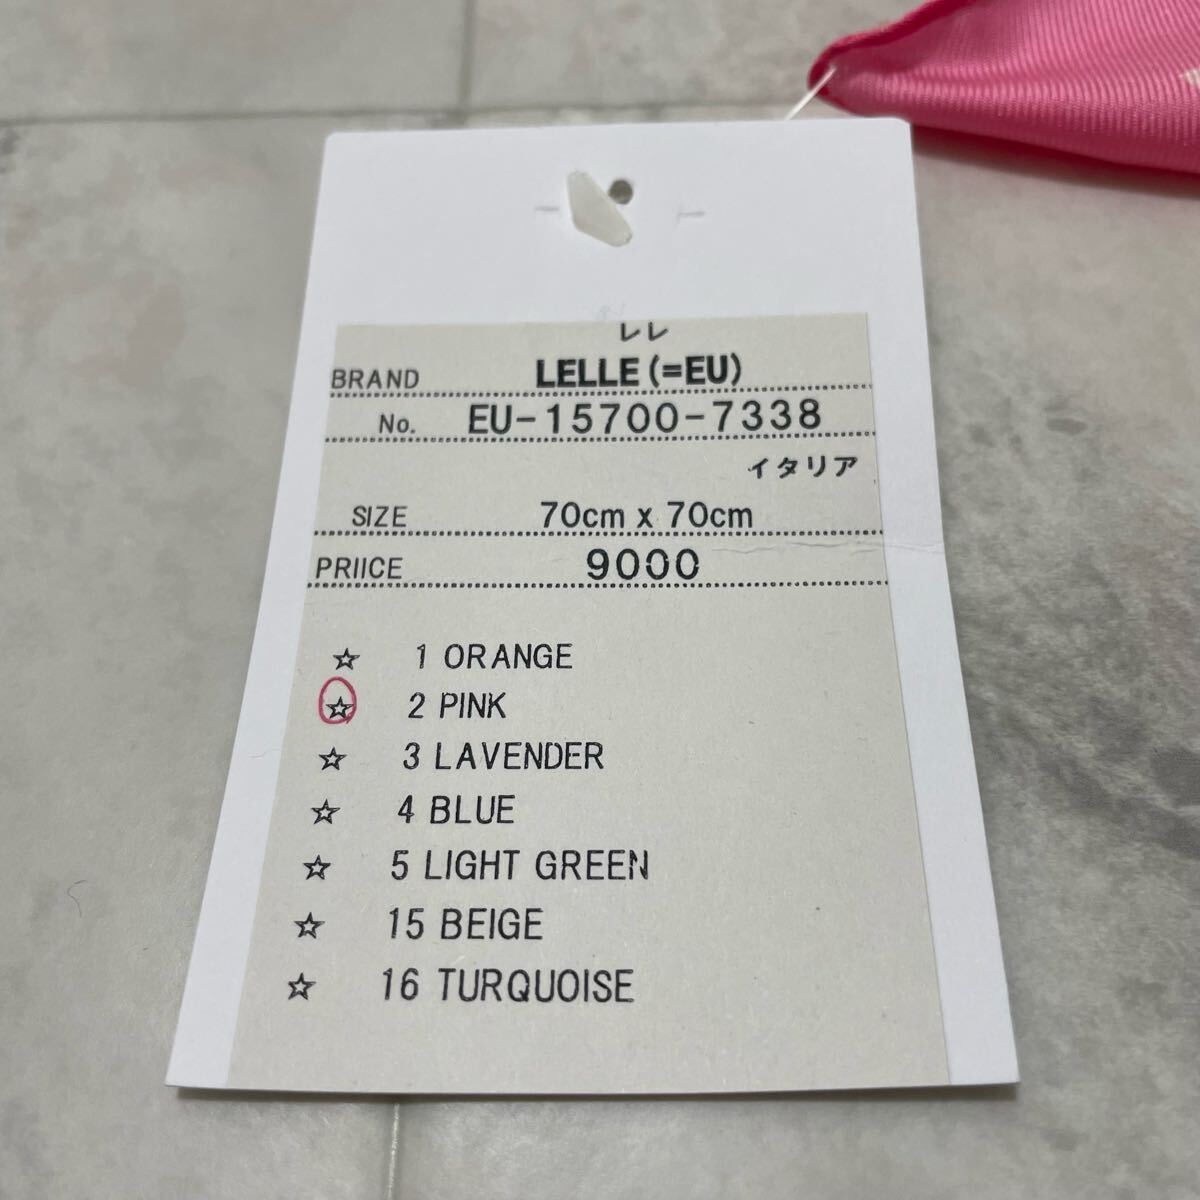 レレ
BRAND LELLE (=EU)
No. EU-15700-7338
イタリア
SIZE 70cm x 70cm
PRIICE 9000
☆ 1 ORANGE
☆ 2 PINK
☆ 3 LAVENDER
☆ 4 BLUE
☆ 5 LIGHT GREEN
☆ 15 BEIGE
☆ 16 TURQUOISE